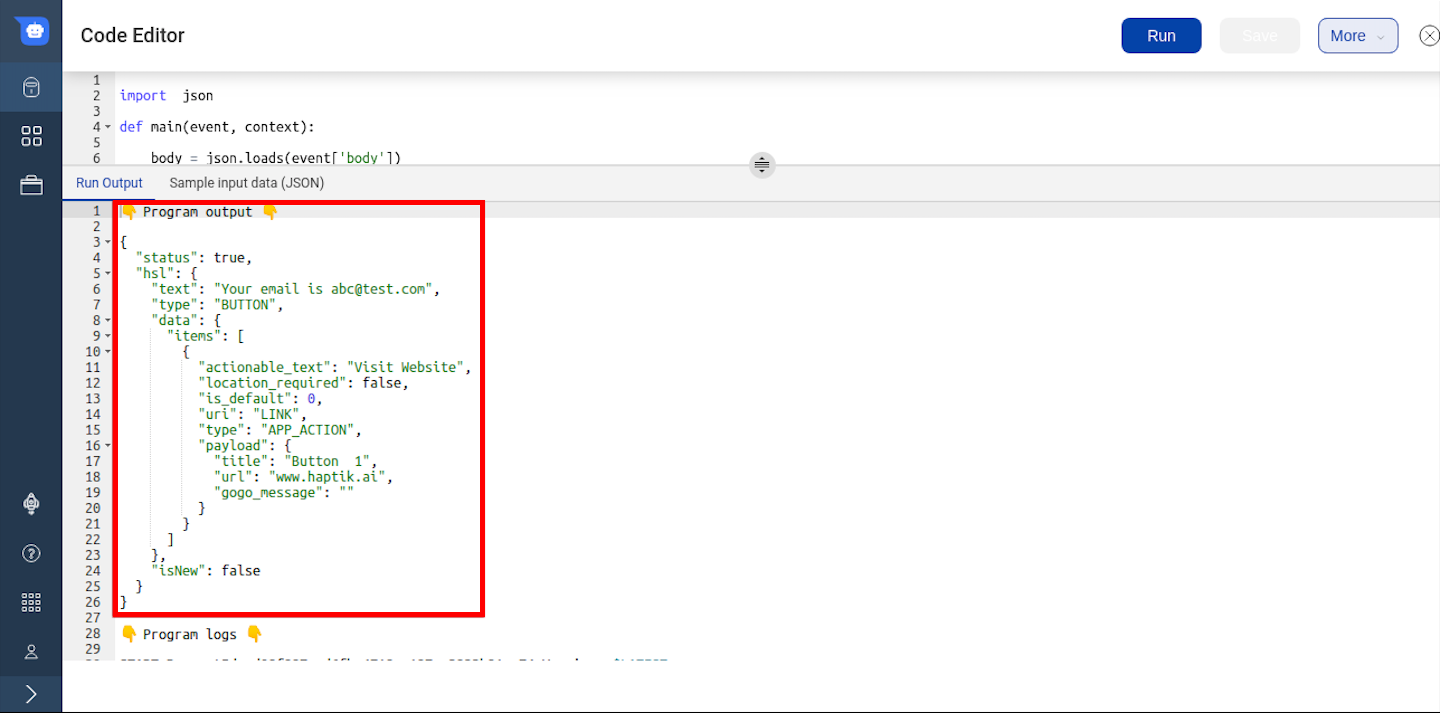 Code Editor
Run
Save
More
1
2 import  json
3
4 def main(event, context):
5
6     body = json.loads(event['body'])
Run Output
Sample input data (JSON)
1 👇 Program output 👇
2
3 {
4   "status": true,
5   "hsl": {
6     "text": "Your email is abc@test.com",
7     "type": "BUTTON",
8     "data": {
9       "items": [
10         {
11           "actionable_text": "Visit Website",
12           "location_required": false,
13           "is_default": 0,
14           "uri": "LINK",
15           "type": "APP_ACTION",
16           "payload": {
17             "title": "Button  1",
18             "url": "www.haptik.ai",
19             "gogo_message": ""
20           }
21         }
22       ]
23     },
24     "isNew": false
25   }
26 }
27
28 👇 Program logs 👇
29